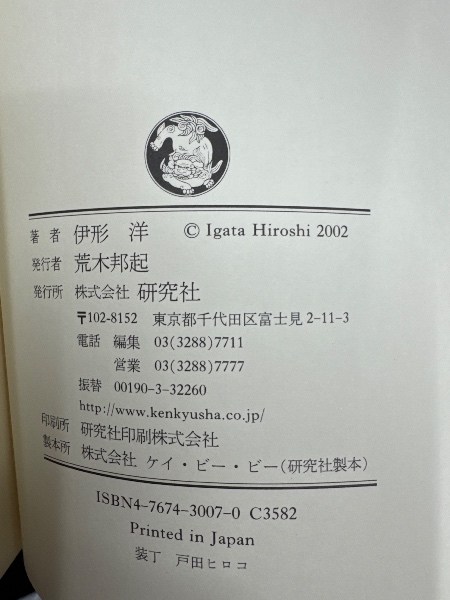 著者 伊形 洋 © Igata Hiroshi 2002
発行者 荒木邦起
発行所 株式会社 研究社
〒102-8152 東京都千代田区富士見2-11-3
電話 編集 03(3288)7711
営業 03(3288)7777
振替 00190-3-32260
http://www.kenkyusha.co.jp/
印刷所 研究社印刷株式会社
製本所 株式会社 ケイ・ビー・ビー(研究社製本)
ISBN4-7674-3007-0 C3582
Printed in Japan
装丁 戸田ヒロコ